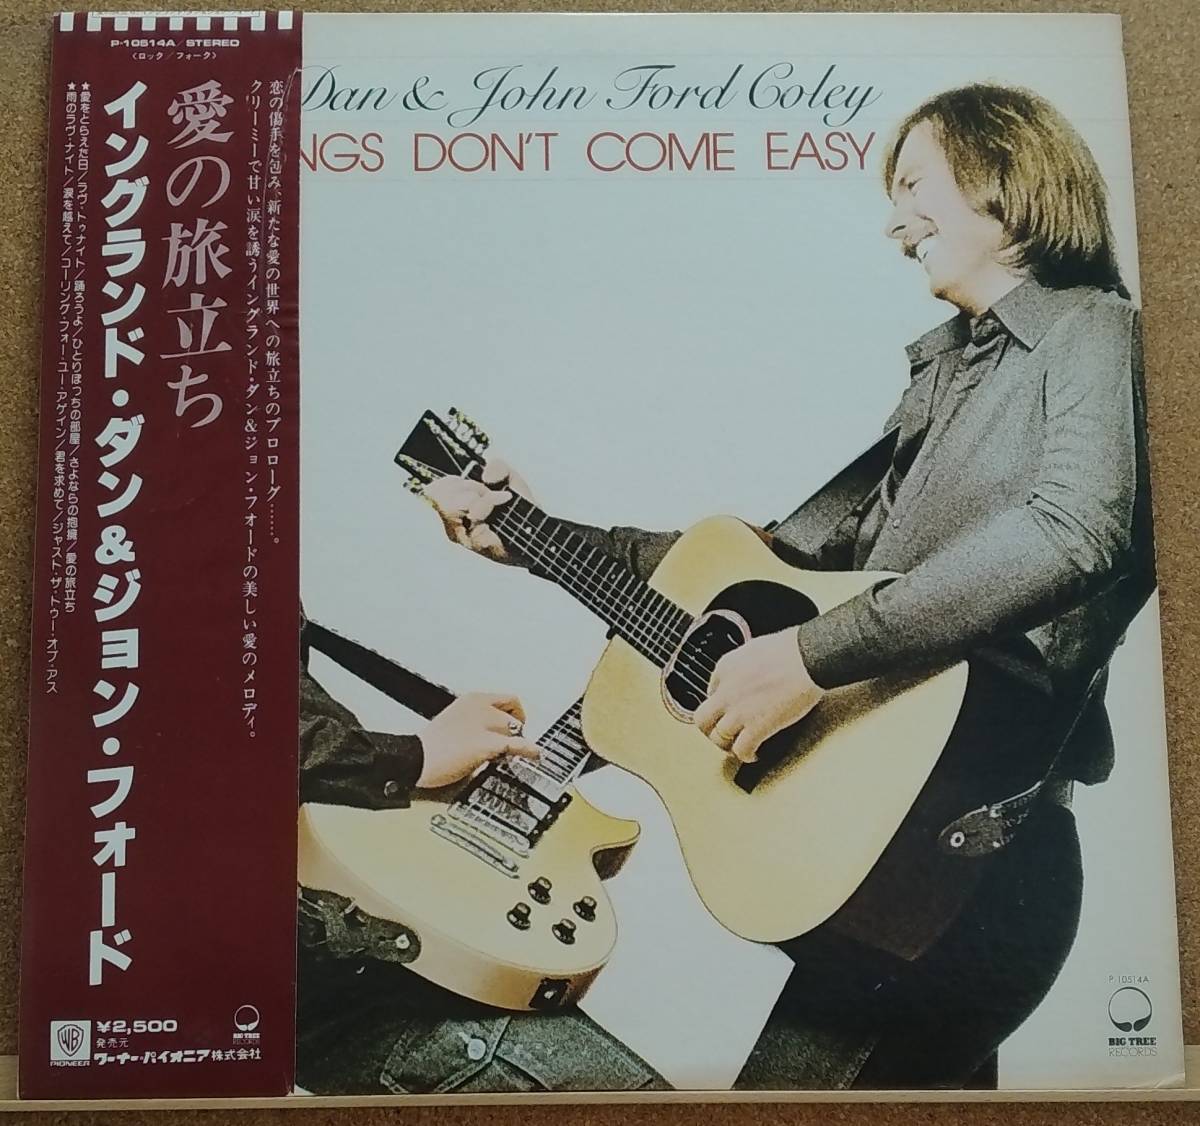 P-10514A/STEREO
〈ロック/フォーク〉
恋の傷手を包み、新たな愛の世界への旅立ちのプロローグ……。
クリーミーで甘い涙を誘うイングランド・ダン&ジョン・フォードの美しい愛のメロディ。
愛の旅立ち
イングランド・ダン&ジョン・フォード
★愛をとらえた日/ラヴ・トゥナイト/踊ろうよ/ひとりぼっちの部屋/さよならの抱擁/愛の旅立ち
★雨のラヴ・ナイト/涙を越えて/コーリング・フォー・ユー・アゲイン/君を求めて/ジャスト・ザ・トゥー・オブ・アス
WB
PIONEER
¥2,500
発売元
ワーナー・パイオニア株式会社
BIG TREE
RECORDS
Dan & John Ford Coley
NGS DON'T COME EASY
P-10514A
BIG TREE
RECORDS